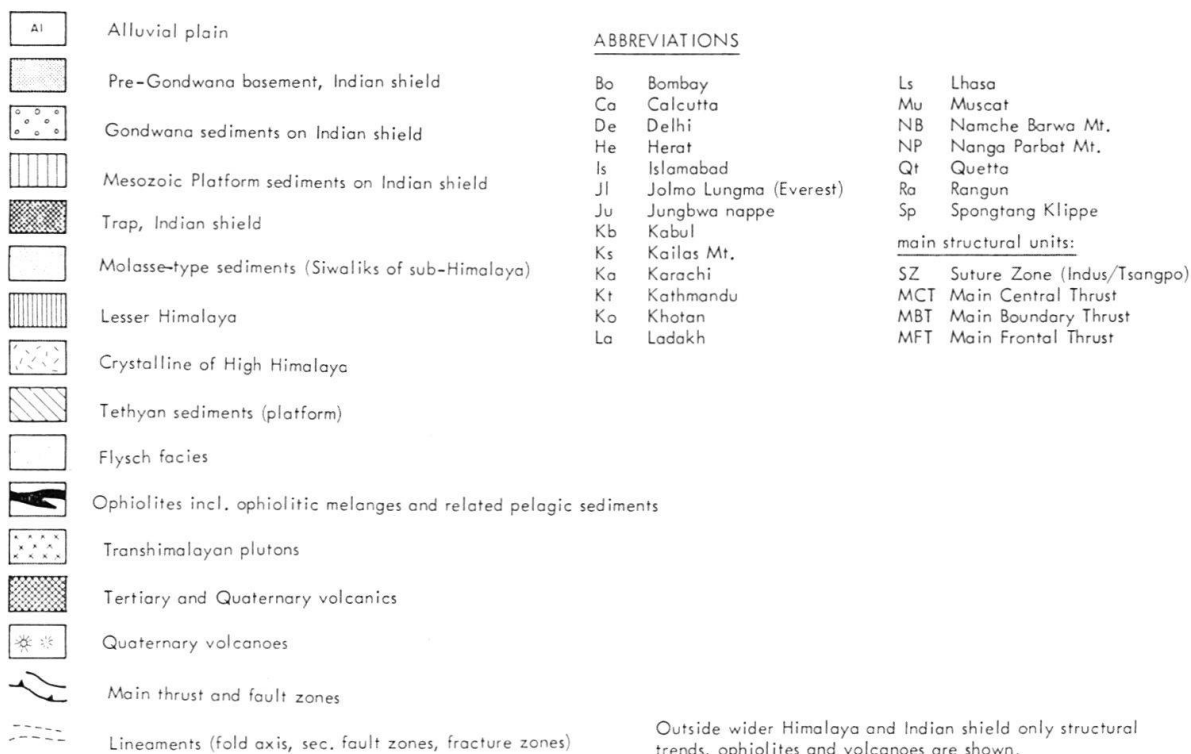 Al
Alluvial plain
Pre-Gondwana basement, Indian shield
Gondwana sediments on Indian shield
Mesozoic Platform sediments on Indian shield
Trap, Indian shield
Molasse-type sediments (Siwaliks of sub-Himalaya)
Lesser Himalaya
Crystalline of High Himalaya
Tethyan sediments (platform)
Flysch facies
Ophiolites incl. ophiolitic melanges and related pelagic sediments
Transhimalayan plutons
Tertiary and Quaternary volcanics
Quaternary volcanoes
Main thrust and fault zones
Lineaments (fold axis, sec. fault zones, fracture zones)
ABBREVIATIONS
Bo Bombay
Ca Calcutta
De Delhi
He Herat
Is Islamabad
Jl Jolmo Lungma (Everest)
Ju Jungbwa nappe
Kb Kabul
Ks Kailas Mt.
Ka Karachi
Kt Kathmandu
Ko Khotan
La Ladakh
Ls Lhasa
Mu Muscat
NB Namche Barwa Mt.
NP Nanga Parbat Mt.
Qt Quetta
Ra Rangun
Sp Spongtang Klippe
main structural units:
SZ Suture Zone (Indus/Tsangpo)
MCT Main Central Thrust
MBT Main Boundary Thrust
MFT Main Frontal Thrust
Outside wider Himalaya and Indian shield only structural
trends, ophiolites and volcanoes are shown.